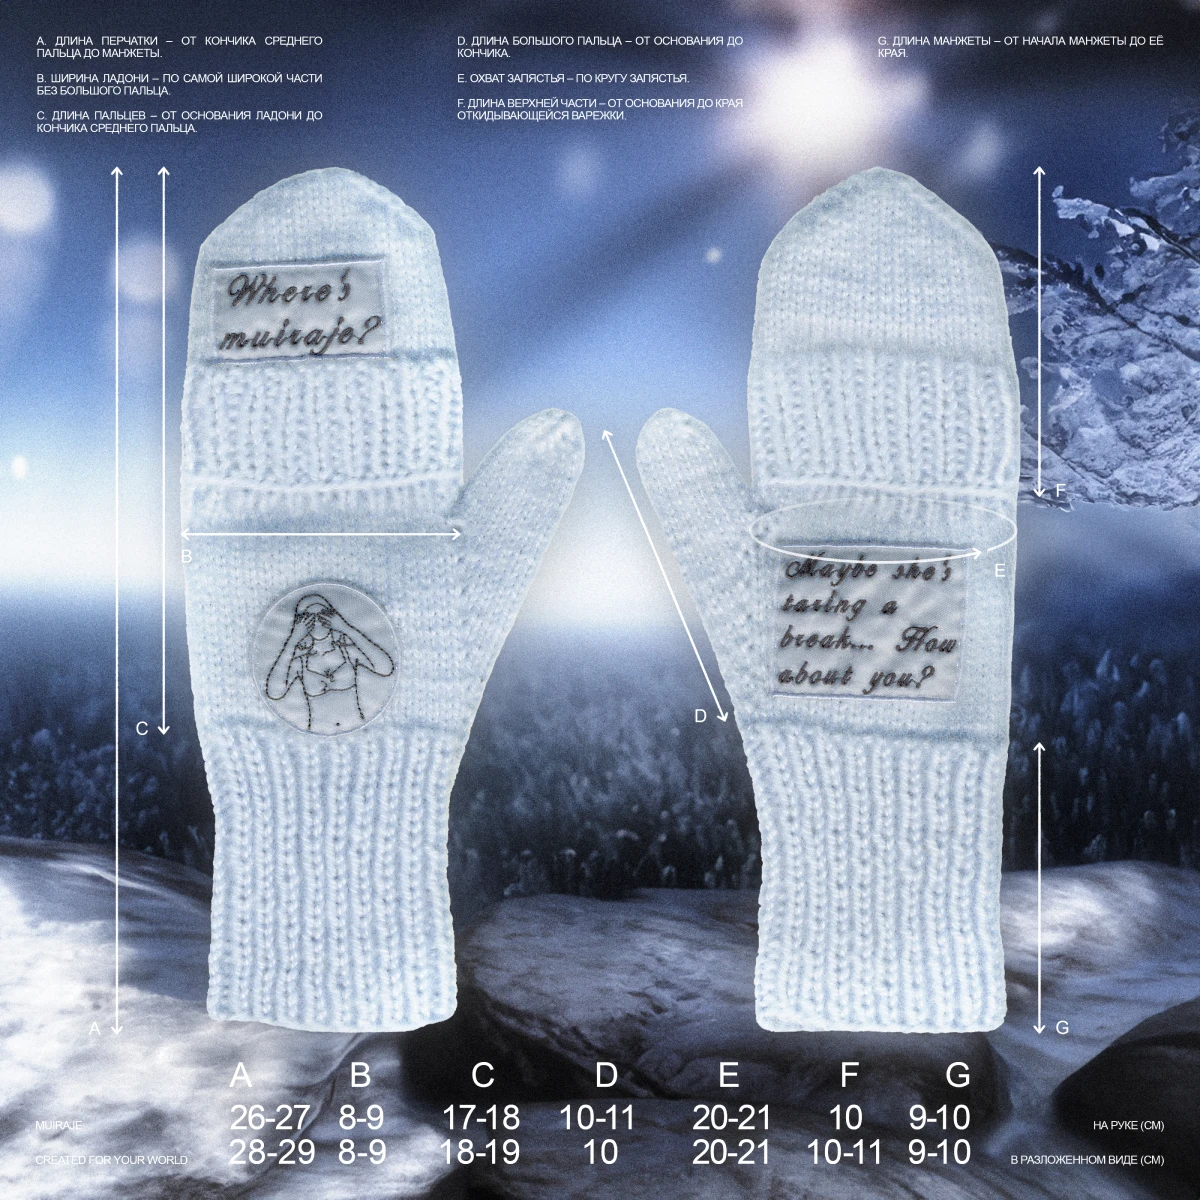 A. ДЛИНА ПЕРЧАТКИ – ОТ КОНЧИКА СРЕДНЕГО
ПАЛЬЦА ДО МАНЖЕТЫ.
B. ШИРИНА ЛАДОНИ – ПО САМОЙ ШИРОКОЙ ЧАСТИ
БЕЗ БОЛЬШОГО ПАЛЬЦА.
C. ДЛИНА ПАЛЬЦЕВ – ОТ ОСНОВАНИЯ ЛАДОНИ ДО
КОНЧИКА СРЕДНЕГО ПАЛЬЦА.
D. ДЛИНА БОЛЬШОГО ПАЛЬЦА – ОТ ОСНОВАНИЯ ДО
КОНЧИКА.
E. ОХВАТ ЗАПЯСТЬЯ – ПО КРУГУ ЗАПЯСТЬЯ.
F. ДЛИНА ВЕРХНЕЙ ЧАСТИ – ОТ ОСНОВАНИЯ ДО КРАЯ
ОТКИДЫВАЮЩЕЙСЯ ВАРЕЖКИ.
G. ДЛИНА МАНЖЕТЫ – ОТ НАЧАЛА МАНЖЕТЫ ДО ЕЁ
КРАЯ.
Where's
muiraje?
F
B
E
Maybe she's
taring a
break... How
about you?
D
C
A
G
A B C D E F G
26-27 8-9 17-18 10-11 20-21 10 9-10
MUIRAJE
НА РУКЕ (СМ)
28-29 8-9 18-19 10 20-21 10-11 9-10
CREATED FOR YOUR WORLD
В РАЗЛОЖЕННОМ ВИДЕ (СМ)